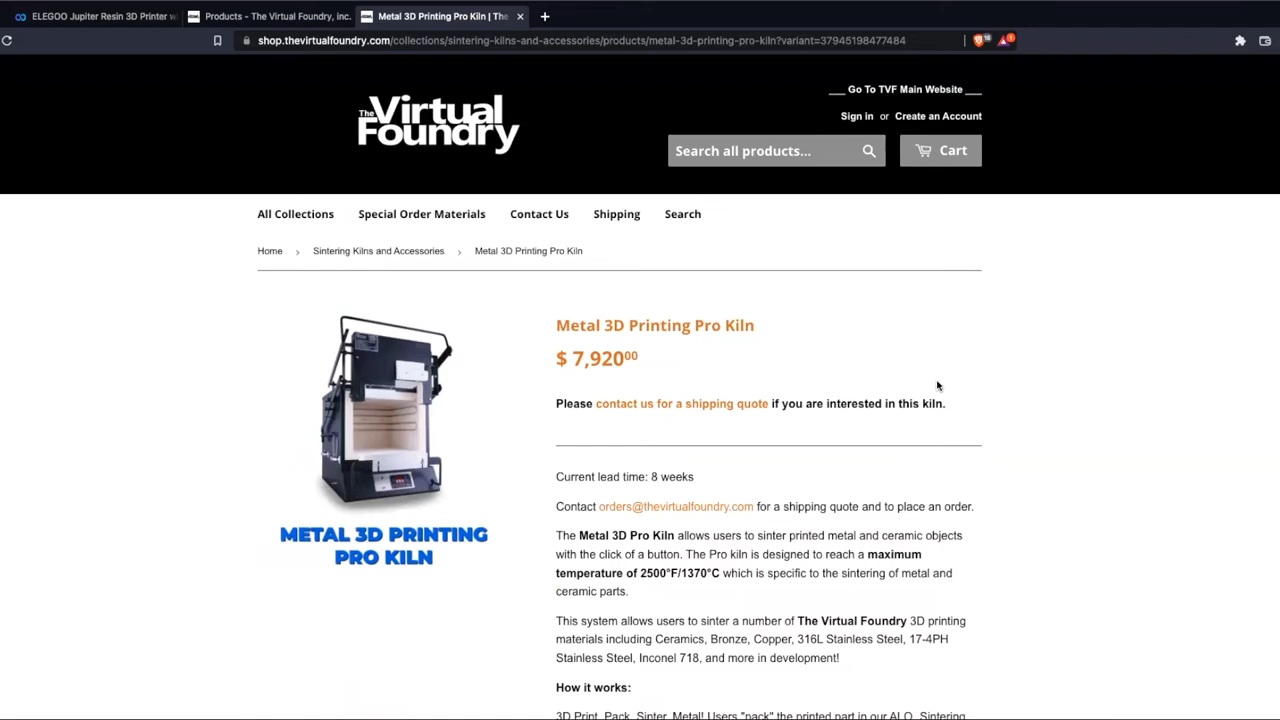 ELEGOO Jupiter Resin 3D Printer w
Products - The Virtual Foundry, inc.
Metal 3D Printing Pro Kiln | The
shop.thevirtualfoundry.com/collections/sintering-kilns-and-accessories/products/metal-3d-printing-pro-kiln?variant=37945198477484
The Virtual Foundry
___ Go To TVF Main Website ___
Sign in or Create an Account
Search all products...
Cart
All Collections Special Order Materials Contact Us Shipping Search
Home › Sintering Kilns and Accessories › Metal 3D Printing Pro Kiln
METAL 3D PRINTING
PRO KILN
Metal 3D Printing Pro Kiln
$ 7,92000
Please contact us for a shipping quote if you are interested in this kiln.
Current lead time: 8 weeks
Contact orders@thevirtualfoundry.com for a shipping quote and to place an order.
The Metal 3D Pro Kiln allows users to sinter printed metal and ceramic objects
with the click of a button. The Pro kiln is designed to reach a maximum
temperature of 2500°F/1370°C which is specific to the sintering of metal and
ceramic parts.
This system allows users to sinter a number of The Virtual Foundry 3D printing
materials including Ceramics, Bronze, Copper, 316L Stainless Steel, 17-4PH
Stainless Steel, Inconel 718, and more in development!
How it works:
3D Print, Pack, Sinter, Metal! Users "pack" the printed part in our ALO, Sintering